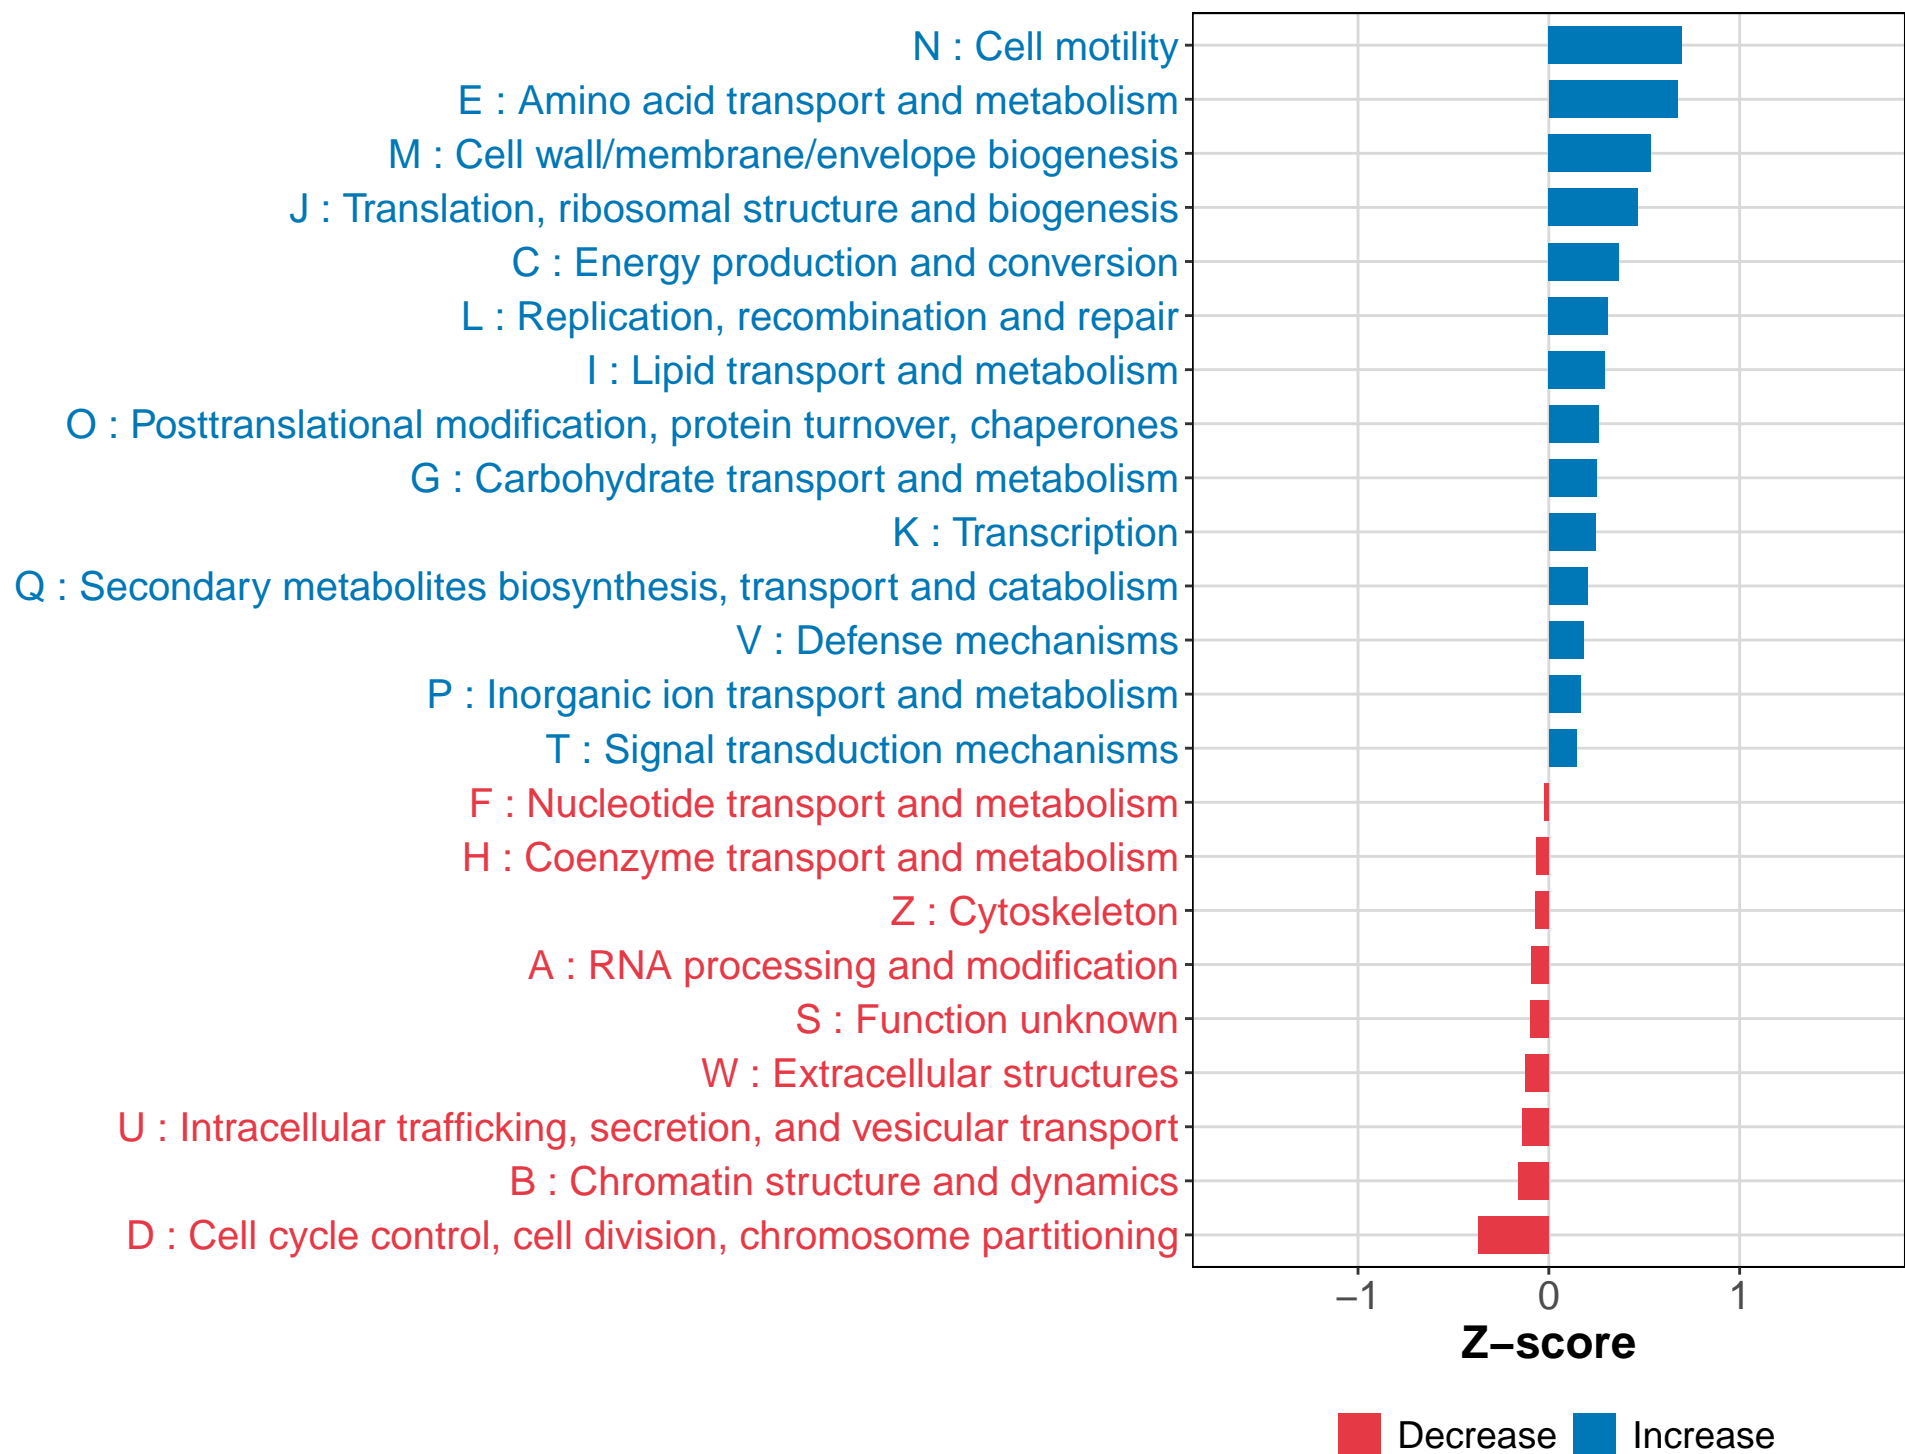 N : Cell motility
E : Amino acid transport and metabolism
M : Cell wall/membrane/envelope biogenesis
J : Translation, ribosomal structure and biogenesis
C : Energy production and conversion
L : Replication, recombination and repair
I : Lipid transport and metabolism
O : Posttranslational modification, protein turnover, chaperones
G : Carbohydrate transport and metabolism
K : Transcription
Q : Secondary metabolites biosynthesis, transport and catabolism
V : Defense mechanisms
P : Inorganic ion transport and metabolism
T : Signal transduction mechanisms
F : Nucleotide transport and metabolism
H : Coenzyme transport and metabolism
Z : Cytoskeleton
A : RNA processing and modification
S : Function unknown
W : Extracellular structures
U : Intracellular trafficking, secretion, and vesicular transport
B : Chromatin structure and dynamics
D : Cell cycle control, cell division, chromosome partitioning
−1 0 1
Z−score
Decrease Increase